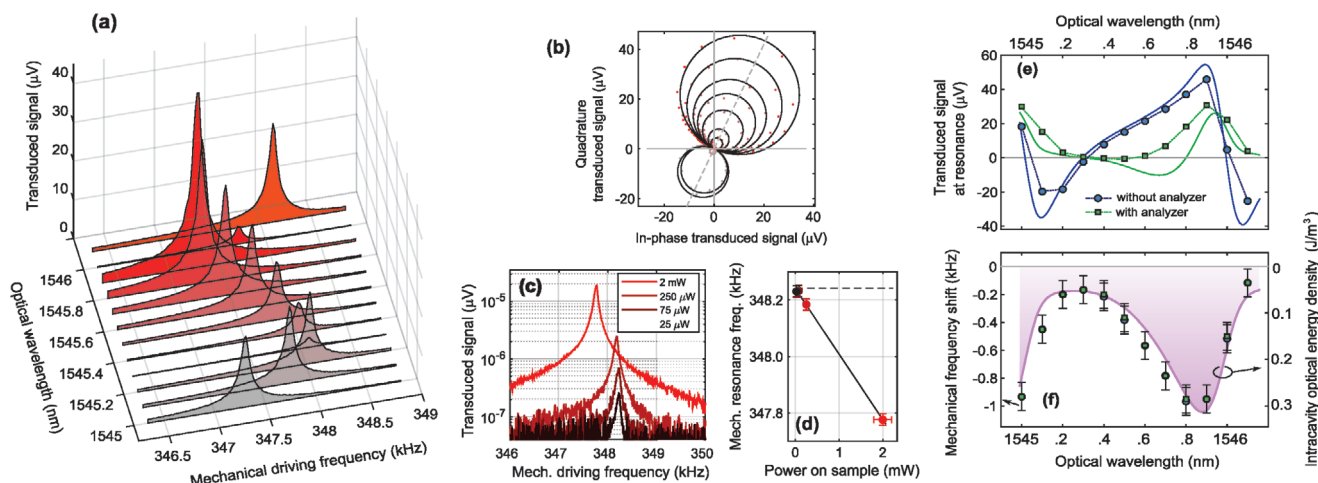 (a)
Transduced signal (μV)
40
30
20
10
0
1546
1545.8
1545.6
1545.4
1545.2
1545
Optical wavelength (nm)
346.5
347
347.5
348
348.5
349
Mechanical driving frequency (kHz)
(b)
Quadrature
transduced signal (μV)
40
20
0
-20
-20
0
20
40
In-phase transduced signal (μV)
(c)
Transduced signal (μV)
10-5
10-6
10-7
2 mW
250 μW
75 μW
25 μW
346
347
348
349
350
Mech. driving frequency (kHz)
Mech. resonance freq. (kHz)
348.2
348.0
347.8
(d)
0
1
2
Power on sample (mW)
Optical wavelength (nm)
1545
.2
.4
.6
.8
1546
(e)
Transduced signal
at resonance (μV)
60
40
20
0
-20
-40
without analyzer
with analyzer
Mechanical frequency shift (kHz)
0
-0.2
-0.4
-0.6
-0.8
-1
(f)
0
0.1
0.2
0.3
Intracavity optical energy density (J/m³)
1545
.2
.4
.6
.8
1546
Optical wavelength (nm)